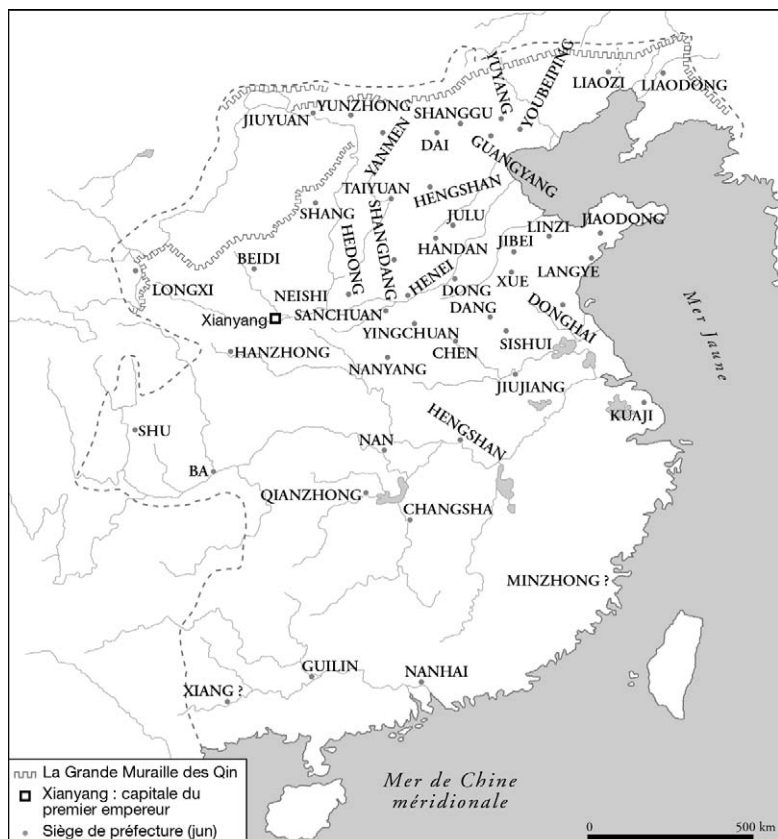 YUYANG
YOUBEIPING
LIAOZI
LIAODONG
JIUYUAN
YUNZHONG
SHANGGU
YANMEN
DAI
GUANGYANG
TAIYUAN
HENGSHAN
SHANG
HEDONG
SHANGDANG
JULU
HANDAN
JIBEI
LINZI
JIAODONG
BEIDI
LONGXI
NEISHI
HENEI
DONG
XUE
LANGYE
Xianyang
SANCHUAN
DANG
DONGHAI
YINGCHUAN
HANZHONG
CHEN
SISHUI
NANYANG
JIUJIANG
KUAJI
SHU
NAN
HENGSHAN
BA
QIANZHONG
CHANGSHA
MINZHONG ?
GUILIN
NANHAI
XIANG ?
Mer Jaune
Mer de Chine
méridionale
La Grande Muraille des Qin
Xianyang : capitale du
premier empereur
Siège de préfecture (jun)
0 500 km